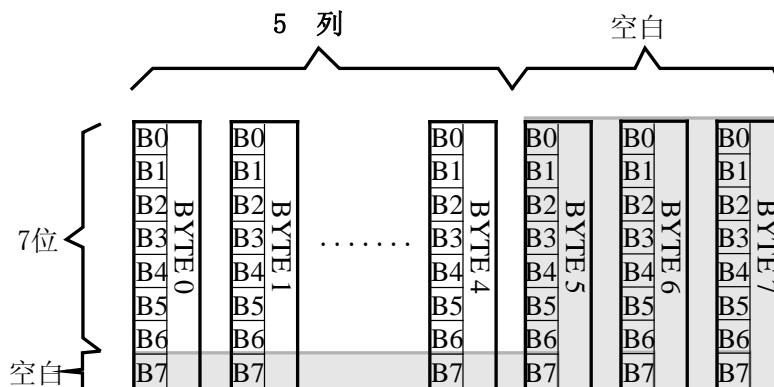 5 列 空白
B0 B0 B0 B0 B0 B0
B1 B1 B1 B1 B1 B1
B2 B2 B2 B2 B2 B2
7位 B3 B3 ....... B3 B3 B3 B3
B4 B4 B4 B4 B4 B4
B5 B5 B5 B5 B5 B5
B6 B6 B6 B6 B6 B6
空白 B7 B7 B7 B7 B7 B7
BYTE 0
BYTE 1
BYTE 4
BYTE 5
BYTE 6
BYTE 7